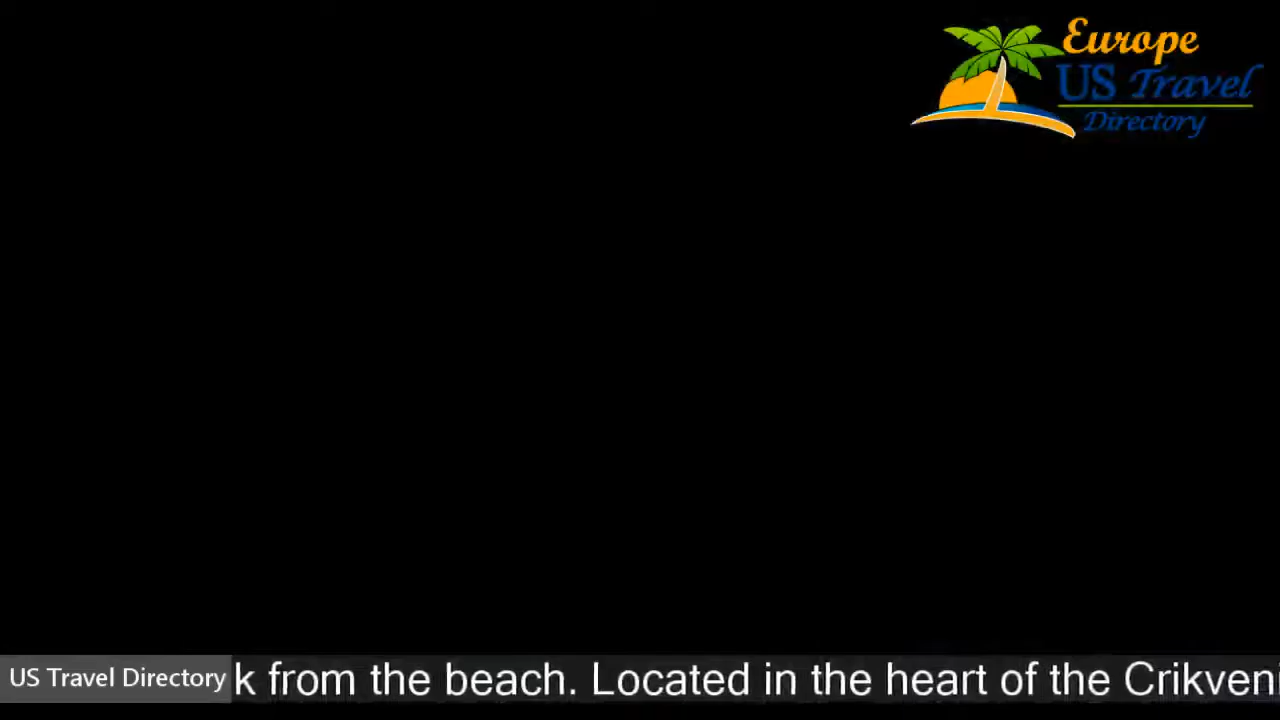 Europe
US Travel
Directory
US Travel Directory
k from the beach. Located in the heart of the Crikveni